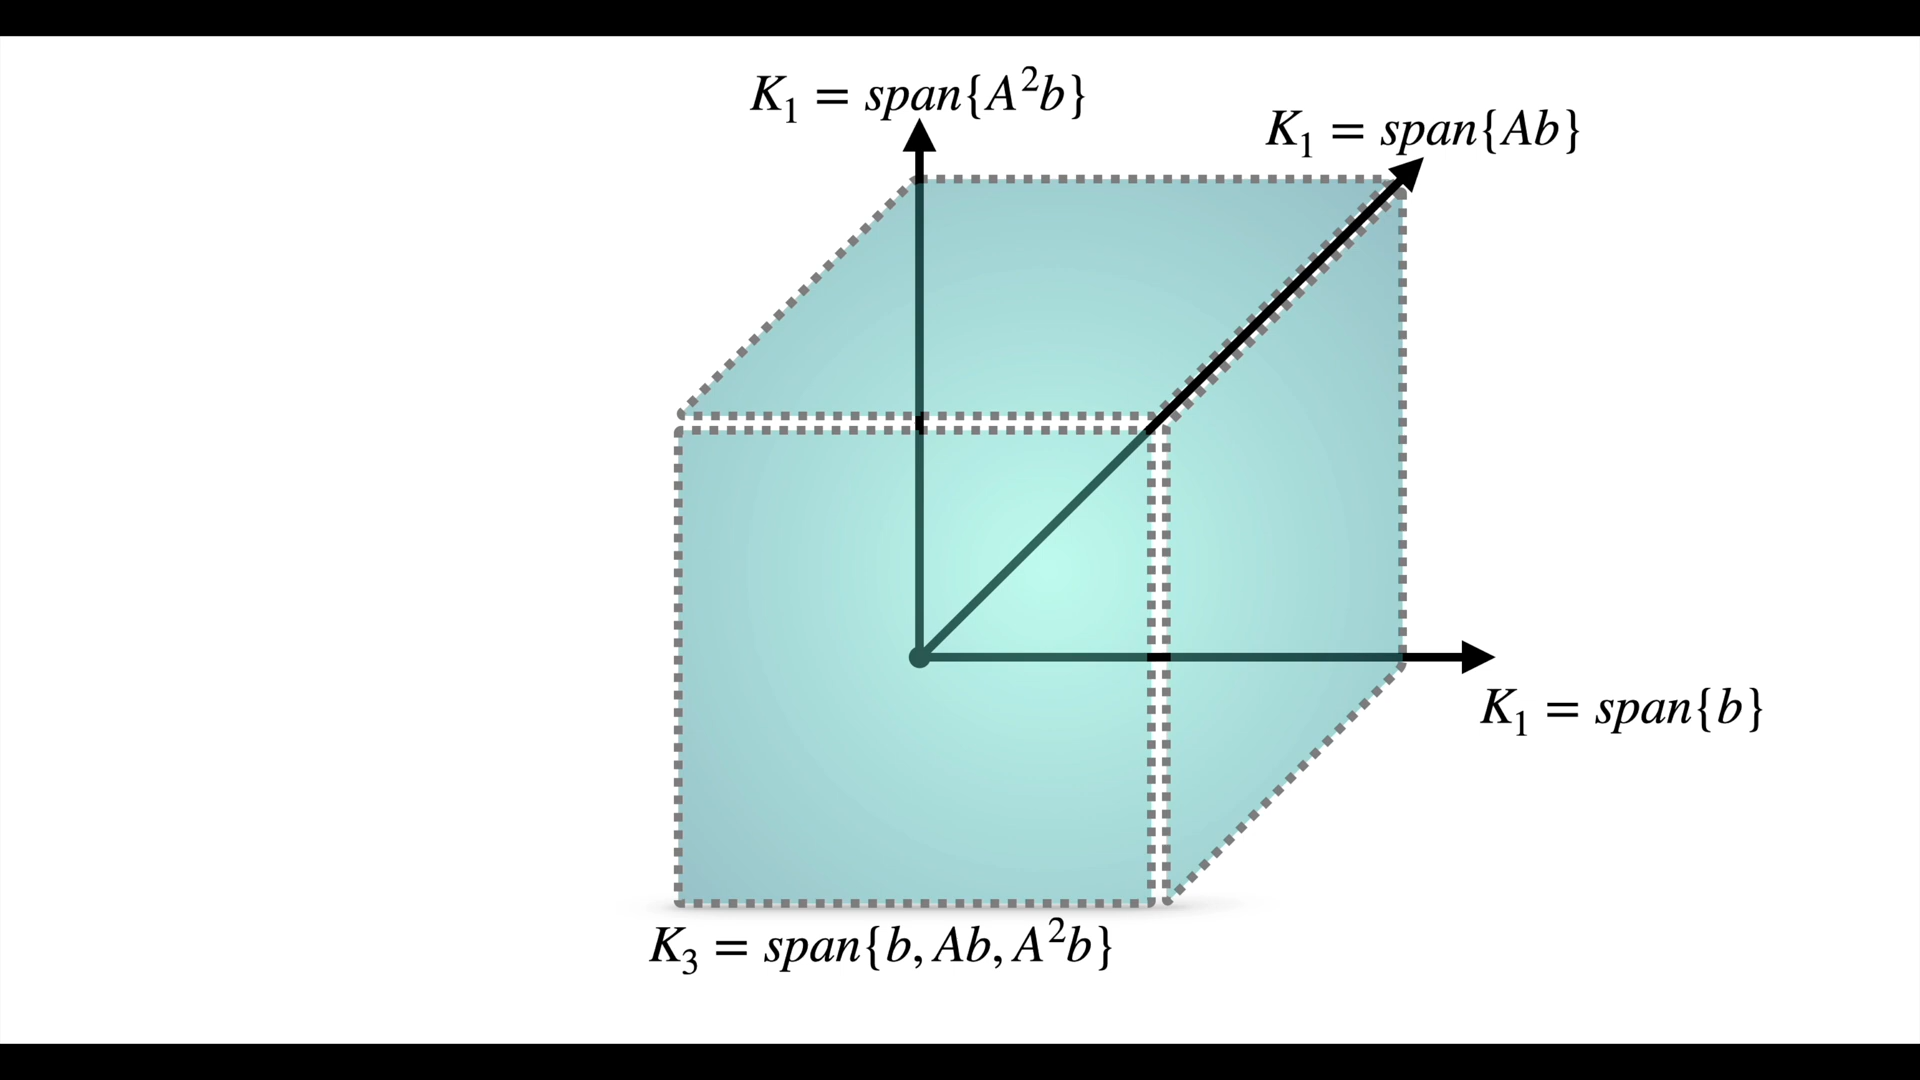 K₁ = span{A²b}
K₁ = span{Ab}
K₁ = span{b}
K₃ = span{b, Ab, A²b}